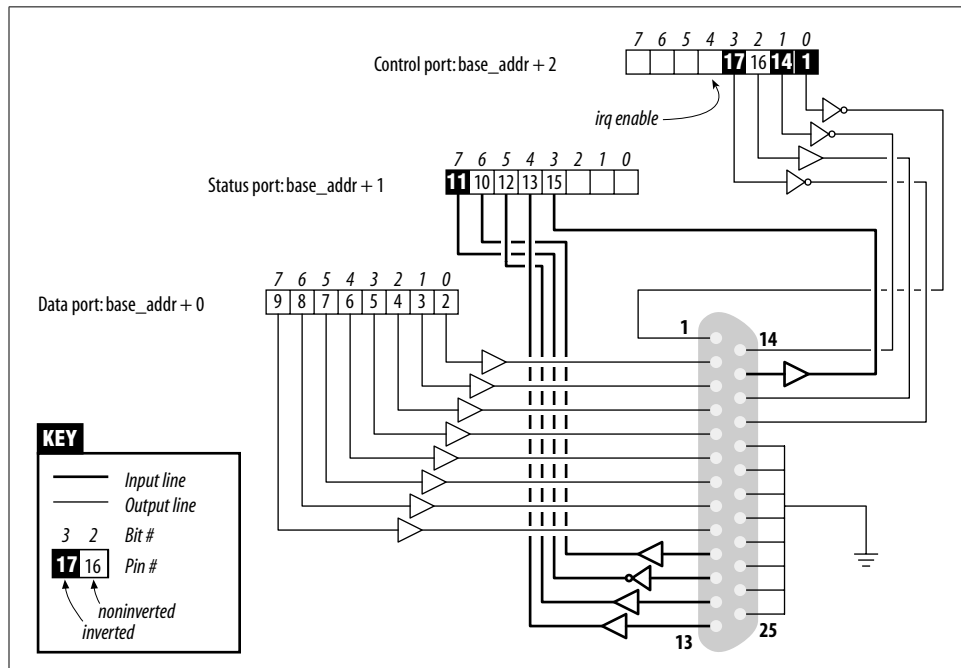 7 6 5 4 3 2 1 0
Control port: base_addr + 2
17 16 14 1
irq enable
7 6 5 4 3 2 1 0
Status port: base_addr + 1
11 10 12 13 15
7 6 5 4 3 2 1 0
Data port: base_addr + 0
9 8 7 6 5 4 3 2
1
14
KEY
Input line
Output line
3 2 Bit #
17 16 Pin #
noninverted
inverted
13
25